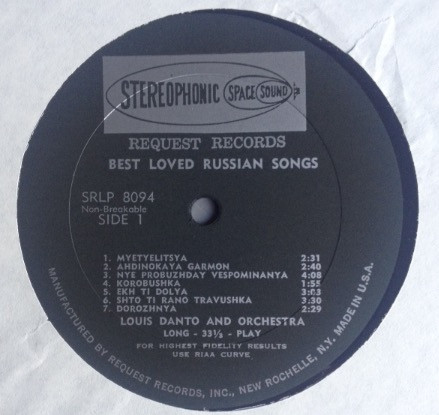 STEREOPHONIC SPACE SOUND
REQUEST RECORDS
BEST LOVED RUSSIAN SONGS
SRLP 8094
Non-Breakable
SIDE 1
1. MYETYELITSYA 2:31
2. AHDINOKAYA GARMON 2:40
3. NYE PROBUZHDAY VESPOMINANYA 4:08
4. KOROBUSHKA 1:55
5. EKH TI DOLYA 3:03
6. SHTO TI RANO TRAVUSHKA 3:30
7. DOROZHNYA 2:29
LOUIS DANTO AND ORCHESTRA
LONG - 33⅓ - PLAY
FOR HIGHEST FIDELITY RESULTS
USE RIAA CURVE
MANUFACTURED BY REQUEST RECORDS, INC., NEW ROCHELLE, N.Y. MADE IN U.S.A.